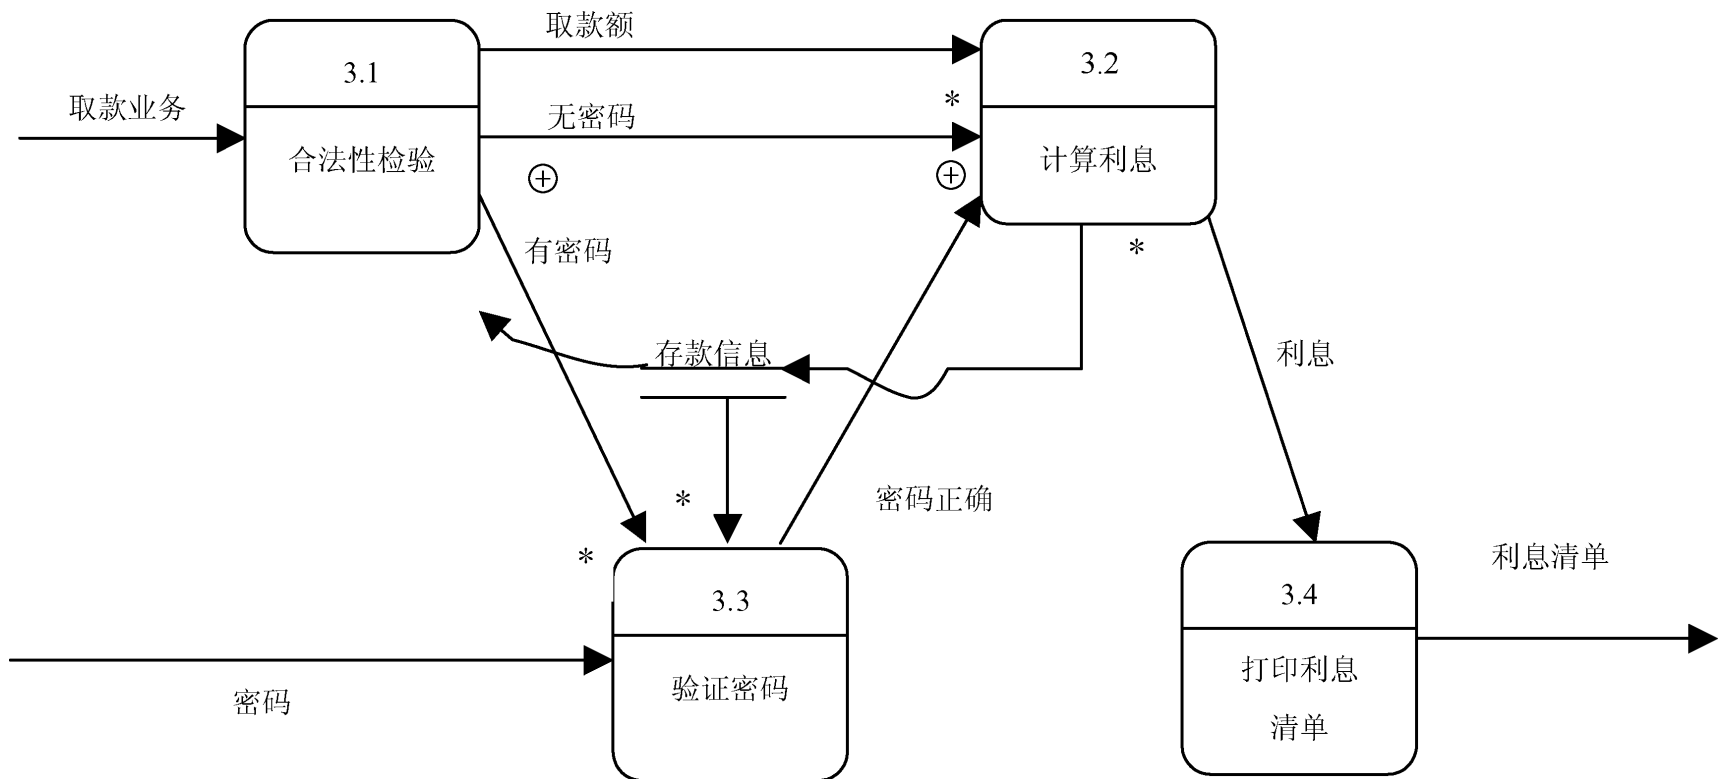 取款额
3.1
3.2
取款业务
*
无密码
合法性检验
计算利息
⊕
⊕
有密码
*
存款信息
利息
*
密码正确
*
利息清单
3.3
3.4
验证密码
打印利息
清单
密码